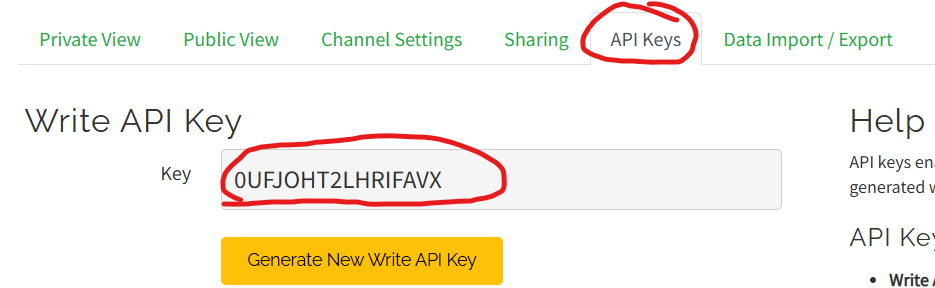 Private View Public View Channel Settings Sharing API Keys Data Import / Export
Write API Key
Key 0UFJOHT2LHRIFAVX
Generate New Write API Key
Help
API keys en
generated w
API Key
• Write